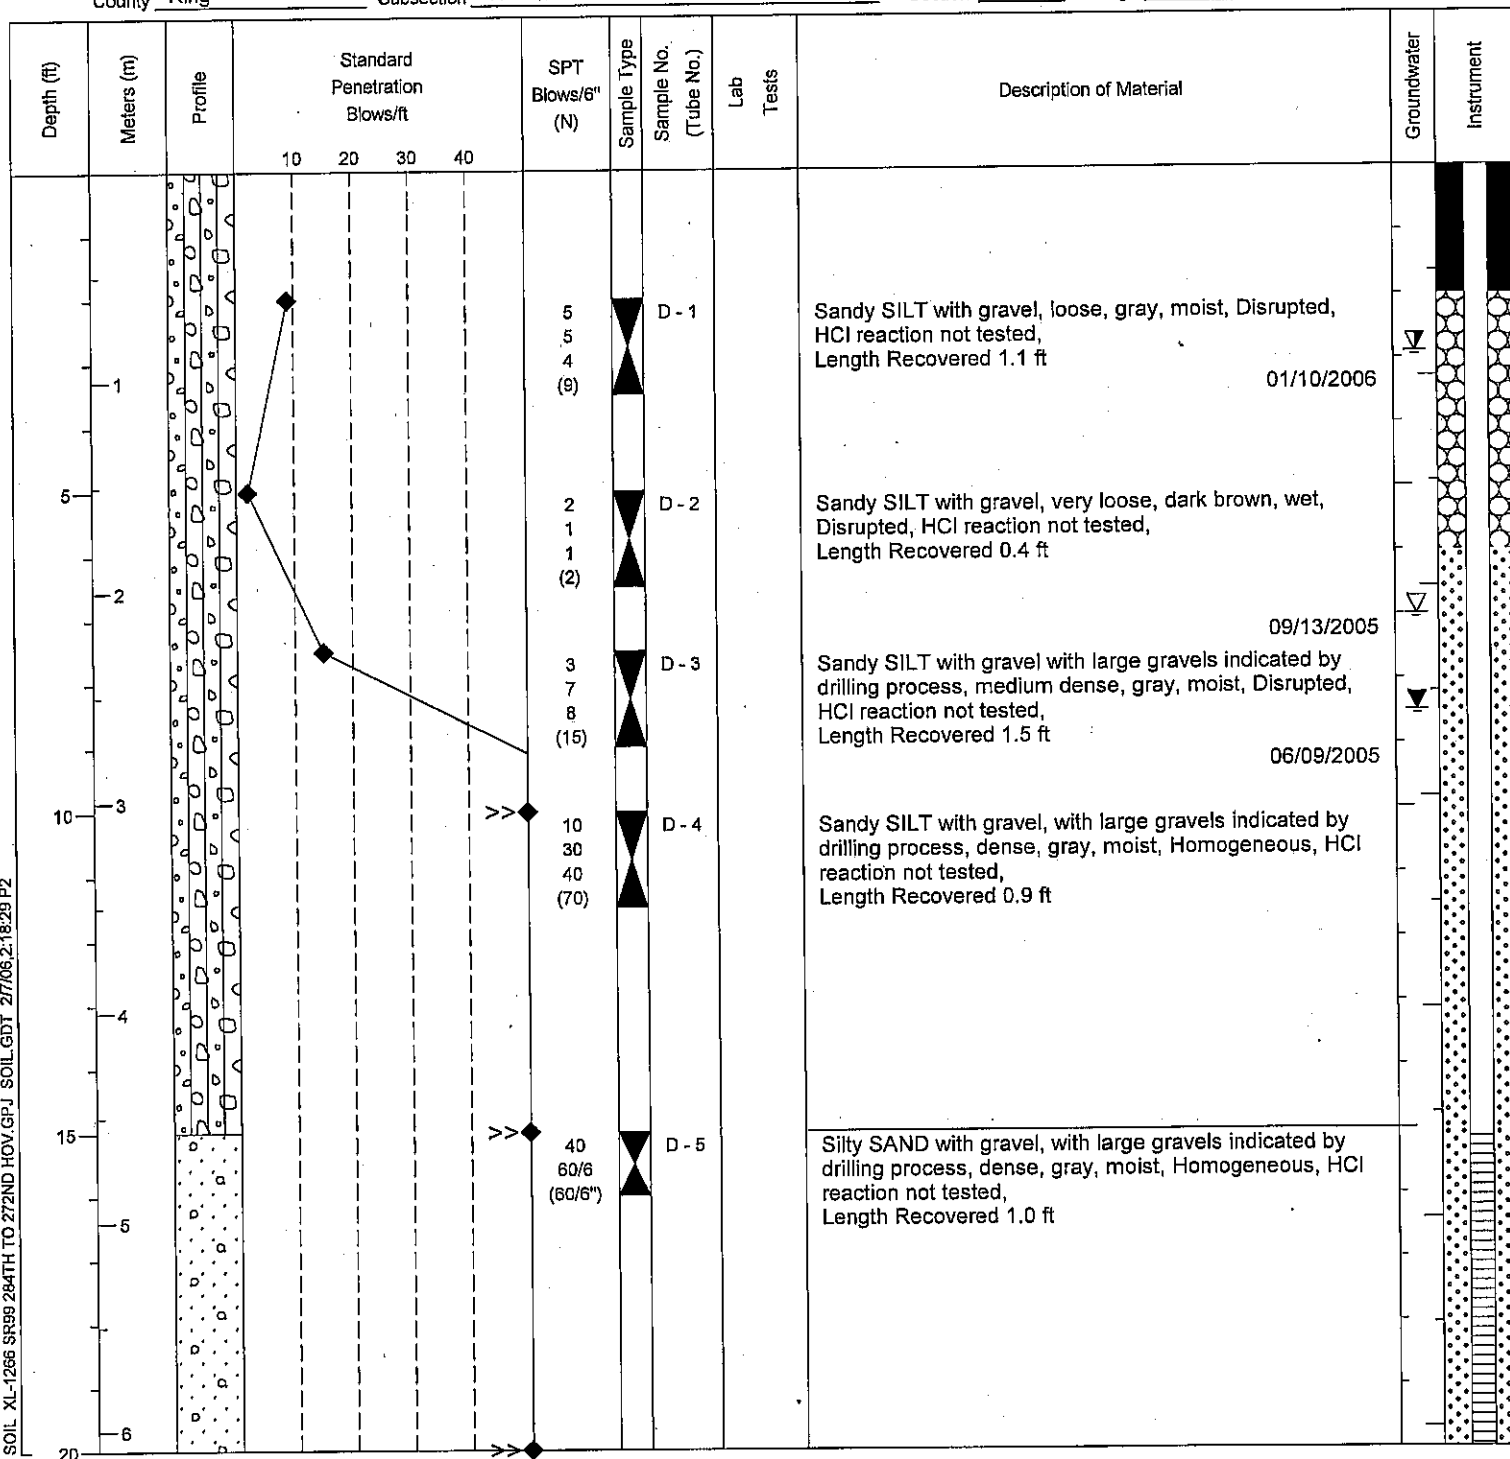 County King Subsection
Depth (ft)
Meters (m)
Profile
Standard
Penetration
Blows/ft
10 20 30 40
SPT
Blows/6"
(N)
Sample Type
Sample No.
(Tube No.)
Lab
Tests
Description of Material
Groundwater
Instrument
5
5
4
(9)
D - 1
Sandy SILT with gravel, loose, gray, moist, Disrupted,
HCl reaction not tested,
Length Recovered 1.1 ft
01/10/2006
1
5
2
1
1
(2)
D - 2
Sandy SILT with gravel, very loose, dark brown, wet,
Disrupted, HCl reaction not tested,
Length Recovered 0.4 ft
2
09/13/2005
3
7
8
(15)
D - 3
Sandy SILT with gravel with large gravels indicated by
drilling process, medium dense, gray, moist, Disrupted,
HCl reaction not tested,
Length Recovered 1.5 ft
06/09/2005
10
3
>>
10
30
40
(70)
D - 4
Sandy SILT with gravel, with large gravels indicated by
drilling process, dense, gray, moist, Homogeneous, HCl
reaction not tested,
Length Recovered 0.9 ft
4
15
>>
40
60/6
(60/6")
D - 5
Silty SAND with gravel, with large gravels indicated by
drilling process, dense, gray, moist, Homogeneous, HCl
reaction not tested,
Length Recovered 1.0 ft
5
6
20
>>
SOIL XL-1266 SR99 284TH TO 272ND HOV.GPJ SOIL.GDT 2/7/06,2:18:29 P2